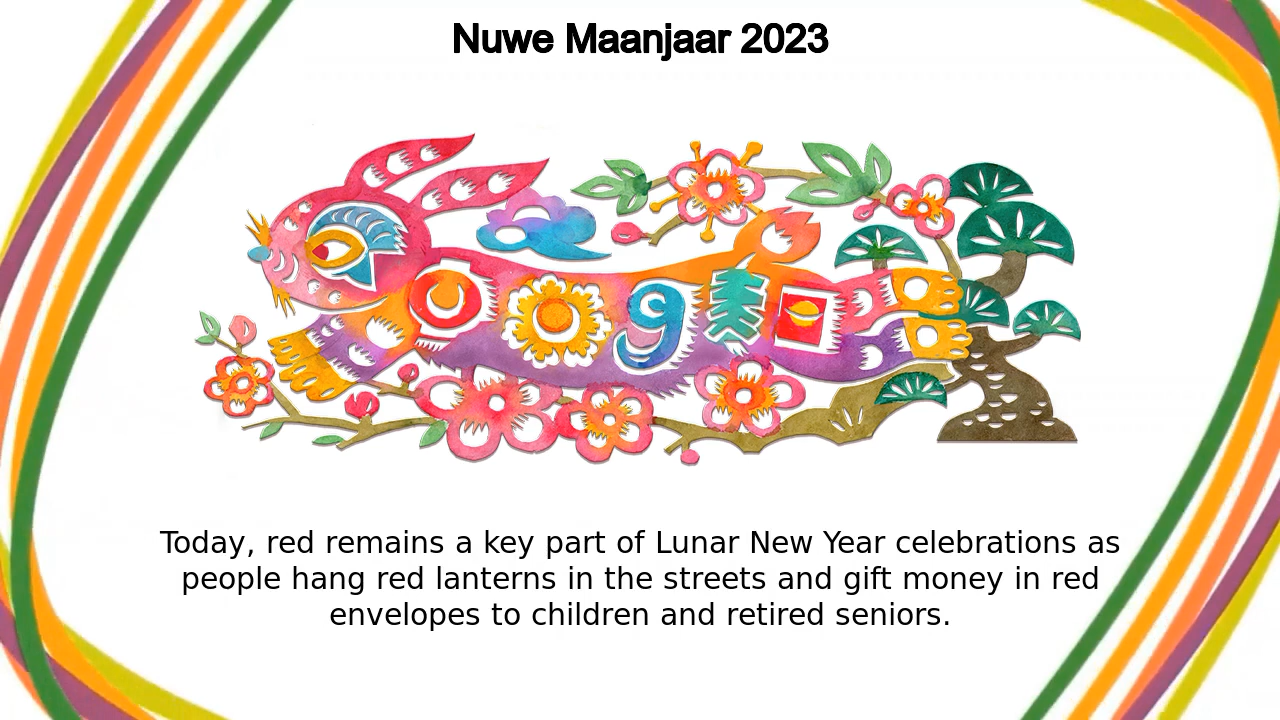 Nuwe Maanjaar 2023
g
Today, red remains a key part of Lunar New Year celebrations as
people hang red lanterns in the streets and gift money in red
envelopes to children and retired seniors.